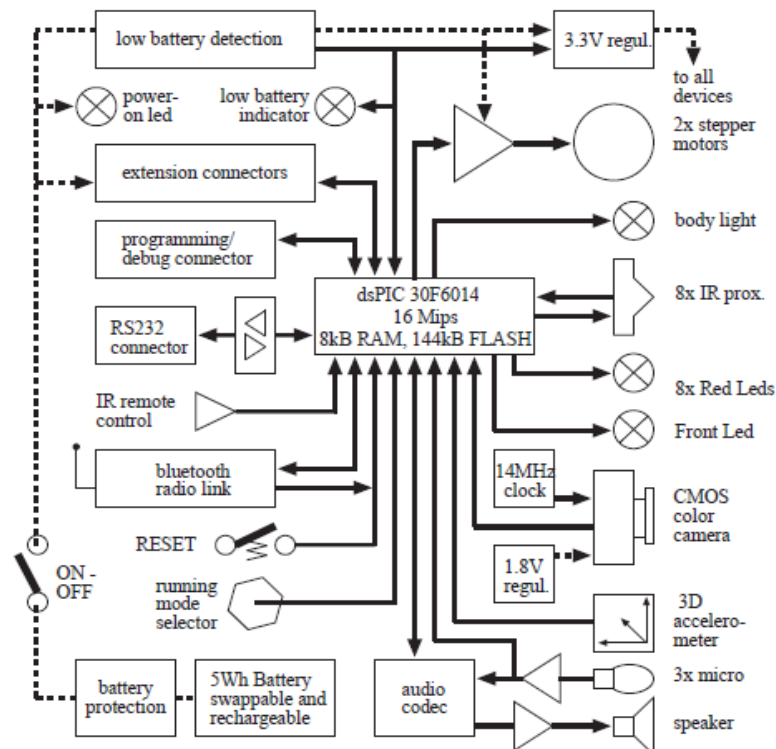 low battery detection
3.3V regul.
to all
devices
power-
on led
low battery
indicator
2x stepper
motors
extension connectors
body light
programming/
debug connector
dsPIC 30F6014
16 Mips
8kB RAM, 144kB FLASH
8x IR prox.
RS232
connector
8x Red Leds
IR remote
control
Front Led
bluetooth
radio link
14MHz
clock
CMOS
color
camera
RESET
ON -
OFF
1.8V
regul.
running
mode
selector
3D
accelero-
meter
battery
protection
5Wh Battery
swappable and
rechargeable
audio
codec
3x micro
speaker